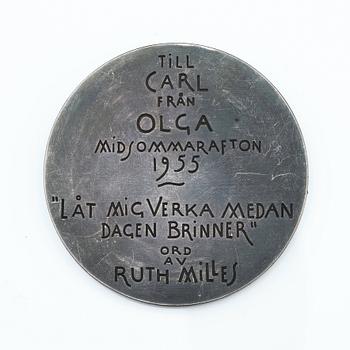 TILL
CARL
FRÅN
OLGA
MIDSOMMARAFTON
1955
"LÅT MIG VERKA MEDAN
DAGEN BRINNER"
ORD
AV
RUTH MILLES